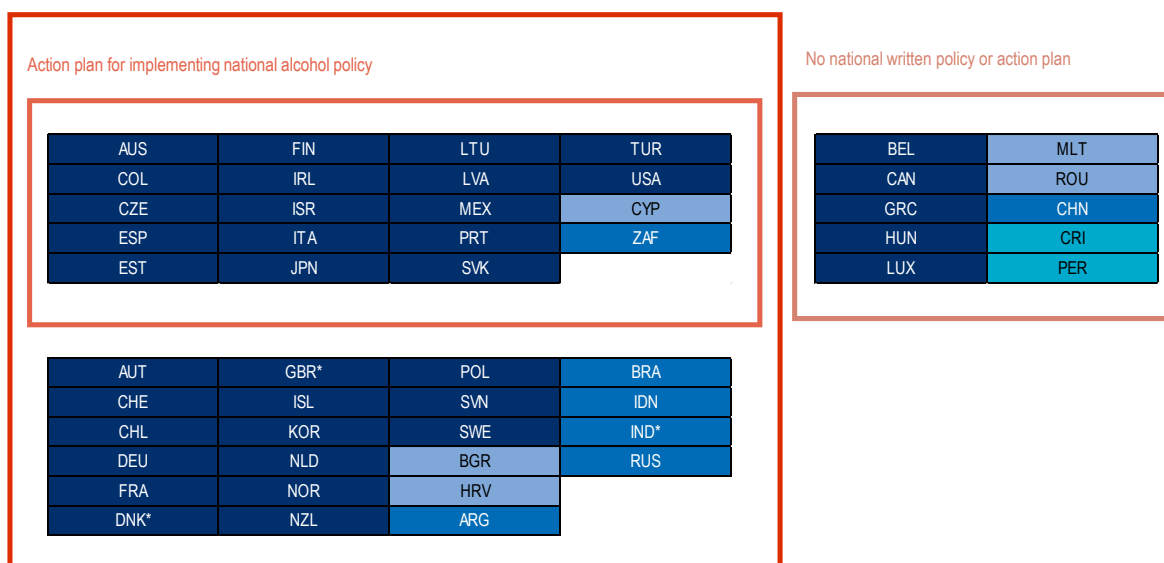 Action plan for implementing national alcohol policy
No national written policy or action plan
AUS FIN LTU TUR
COL IRL LVA USA
CZE ISR MEX CYP
ESP ITA PRT ZAF
EST JPN SVK
BEL MLT
CAN ROU
GRC CHN
HUN CRI
LUX PER
AUT GBR* POL BRA
CHE ISL SVN IDN
CHL KOR SWE IND*
DEU NLD BGR RUS
FRA NOR HRV
DNK* NZL ARG